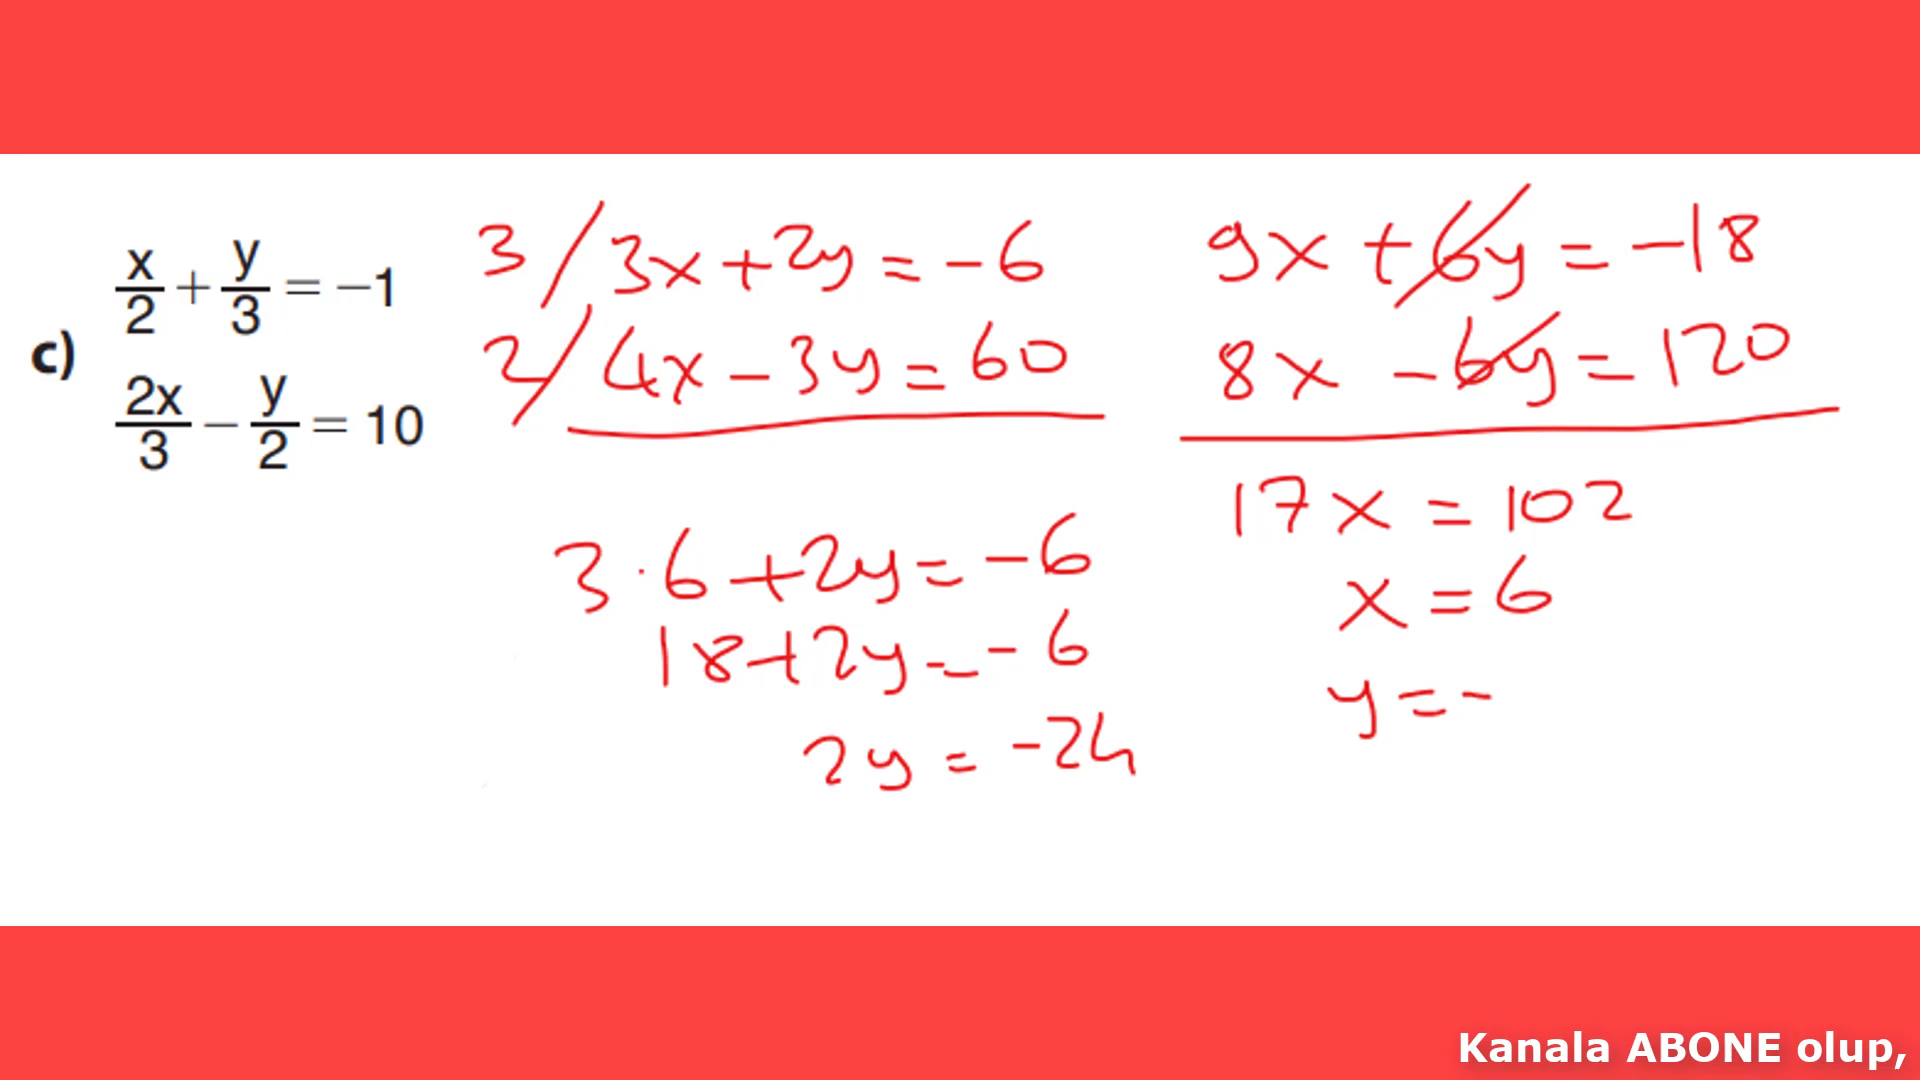 c)
x/2 + y/3 = −1
2x/3 − y/2 = 10
3/ 3x+2y = -6
2/ 4x-3y = 60
9x + 6y = -18
8x - 6y = 120
17x = 102
x = 6
y = -
3·6+2y = -6
18+2y = -6
2y = -24
Kanala ABONE olup,